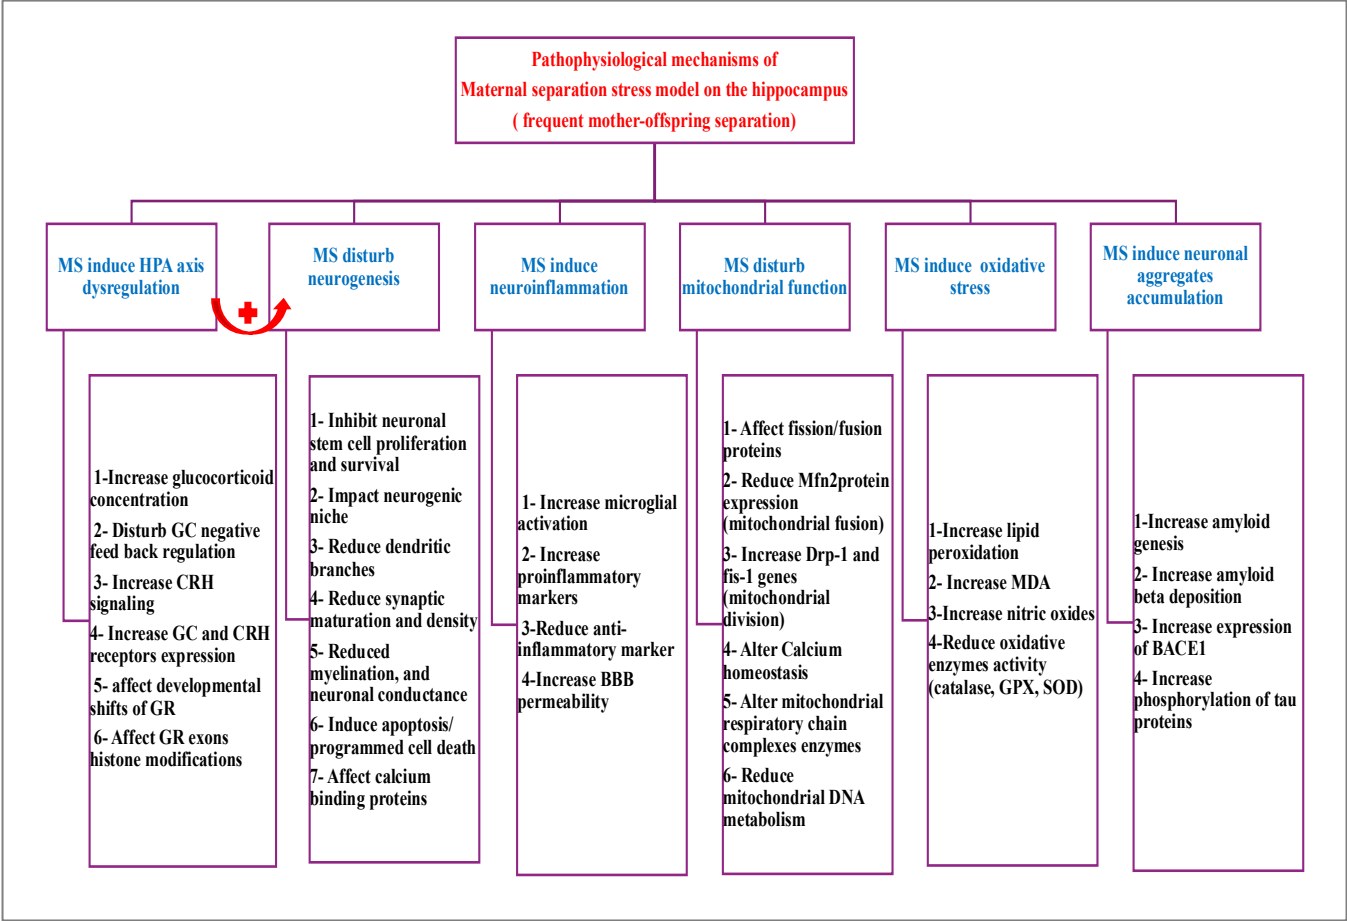 Pathophysiological mechanisms of
Maternal separation stress model on the hippocampus
( frequent mother-offspring separation)
MS induce HPA axis
dysregulation
1-Increase glucocorticoid
concentration
2- Disturb GC negative
feed back regulation
3- Increase CRH
signaling
4- Increase GC and CRH
receptors expression
5- affect developmental
shifts of GR
6- Affect GR exons
histone modifications
MS disturb
neurogenesis
1- Inhibit neuronal
stem cell proliferation
and survival
2- Impact neurogenic
niche
3- Reduce dendritic
branches
4- Reduce synaptic
maturation and density
5- Reduced
myelination, and
neuronal conductance
6- Induce apoptosis/
programmed cell death
7- Affect calcium
binding proteins
MS induce
neuroinflammation
1- Increase microglial
activation
2- Increase
proinflammatory
markers
3-Reduce anti-
inflammatory marker
4-Increase BBB
permeability
MS disturb
mitochondrial function
1- Affect fission/fusion
proteins
2- Reduce Mfn2protein
expression
(mitochondrial fusion)
3- Increase Drp-1 and
fis-1 genes
(mitochondrial
division)
4- Alter Calcium
homeostasis
5- Alter mitochondrial
respiratory chain
complexes enzymes
6- Reduce
mitochondrial DNA
metabolism
MS induce oxidative
stress
1-Increase lipid
peroxidation
2- Increase MDA
3-Increase nitric oxides
4-Reduce oxidative
enzymes activity
(catalase, GPX, SOD)
MS induce neuronal
aggregates
accumulation
1-Increase amyloid
genesis
2- Increase amyloid
beta deposition
3- Increase expression
of BACE1
4- Increase
phosphorylation of tau
proteins